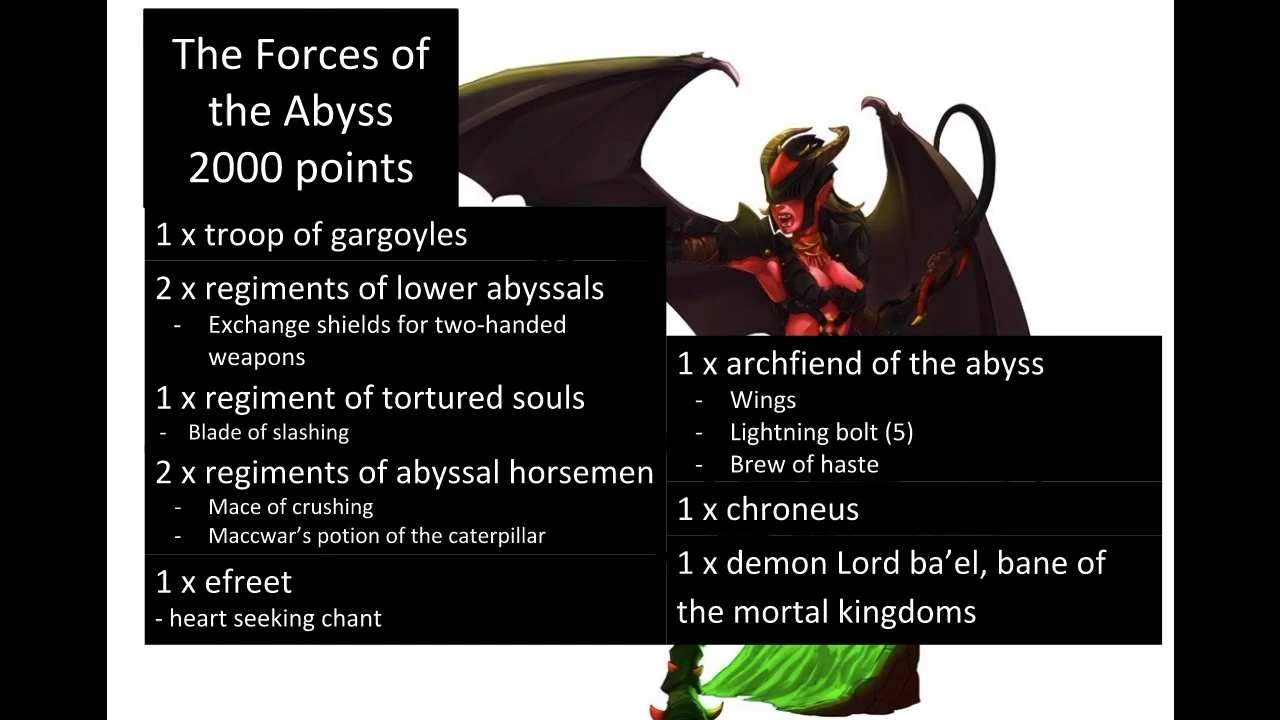 The Forces of
the Abyss
2000 points
1 x troop of gargoyles
2 x regiments of lower abyssals
- Exchange shields for two-handed
weapons
1 x regiment of tortured souls
- Blade of slashing
2 x regiments of abyssal horsemen
- Mace of crushing
- Maccwar's potion of the caterpillar
1 x efreet
- heart seeking chant
1 x archfiend of the abyss
- Wings
- Lightning bolt (5)
- Brew of haste
1 x chroneus
1 x demon Lord ba'el, bane of
the mortal kingdoms